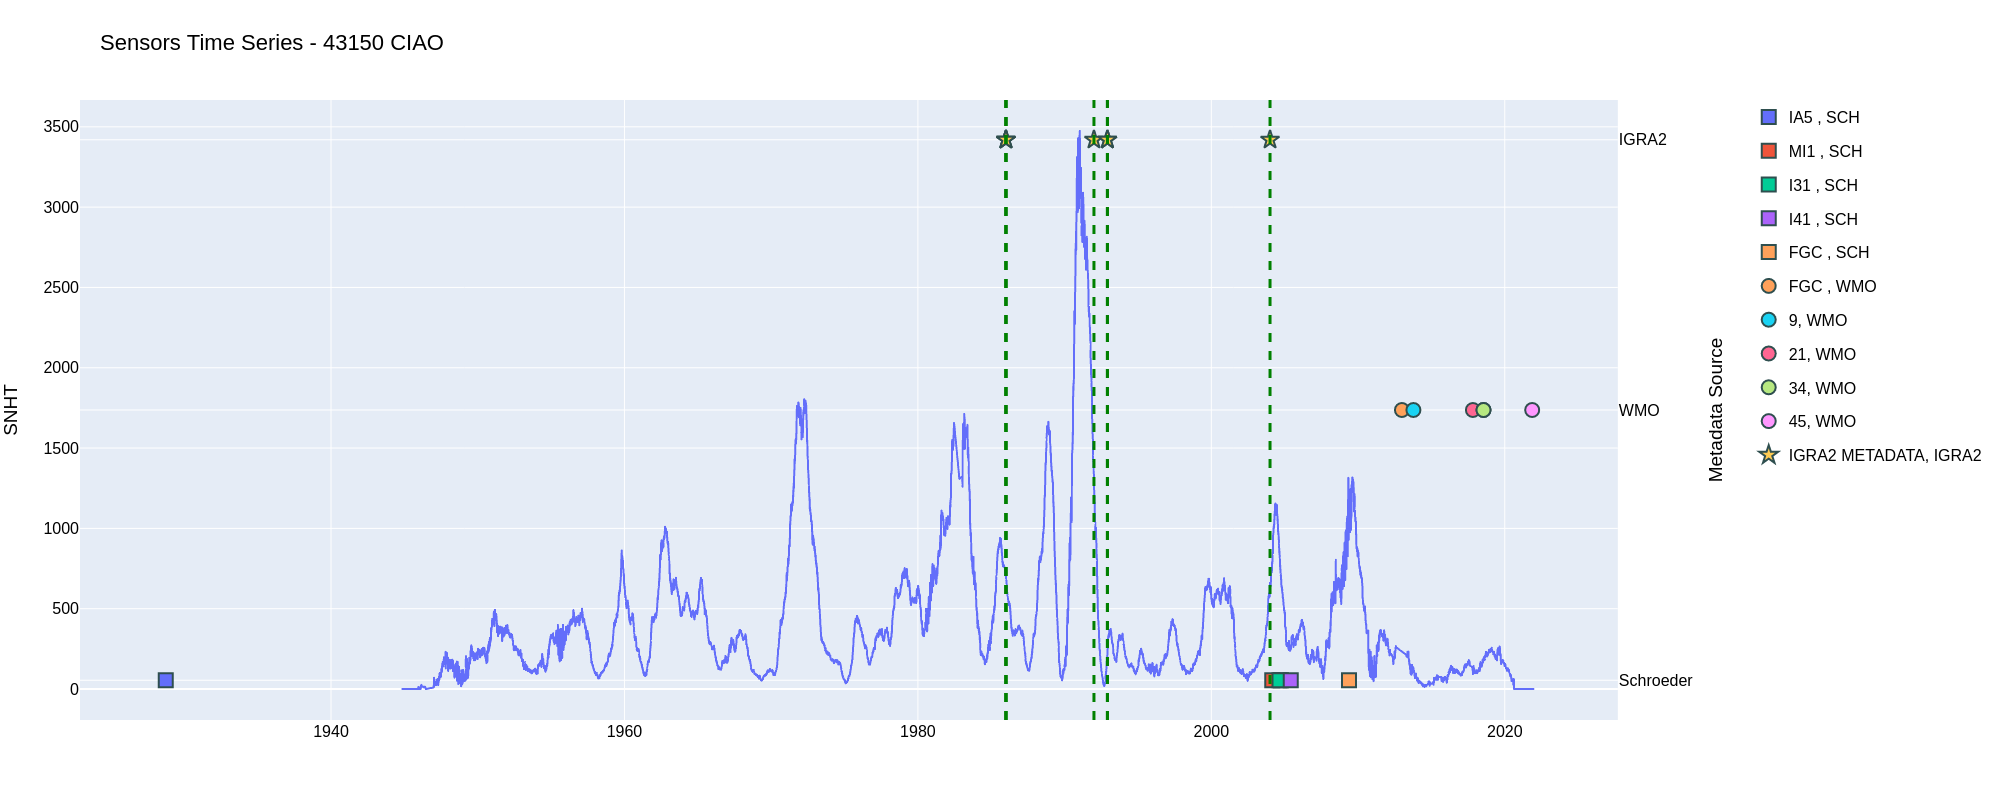 Sensors Time Series - 43150 CIAO
3500
3000
2500
2000
1500
1000
500
0
SNHT
1940
1960
1980
2000
2020
IGRA2
WMO
Schroeder
Metadata Source
IA5 , SCH
MI1 , SCH
I31 , SCH
I41 , SCH
FGC , SCH
FGC , WMO
9, WMO
21, WMO
34, WMO
45, WMO
IGRA2 METADATA, IGRA2